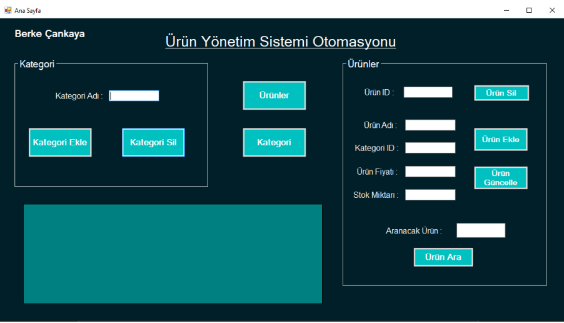 Ana Sayfa
Berke Çankaya
Ürün Yönetim Sistemi Otomasyonu
Kategori
Kategori Adı :
Kategori Ekle
Kategori Sil
Ürünler
Kategori
Ürünler
Ürün ID :
Ürün Sil
Ürün Adı :
Kategori ID :
Ürün Ekle
Ürün Fiyatı :
Stok Miktarı :
Ürün
Güncelle
Aranacak Ürün :
Ürün Ara